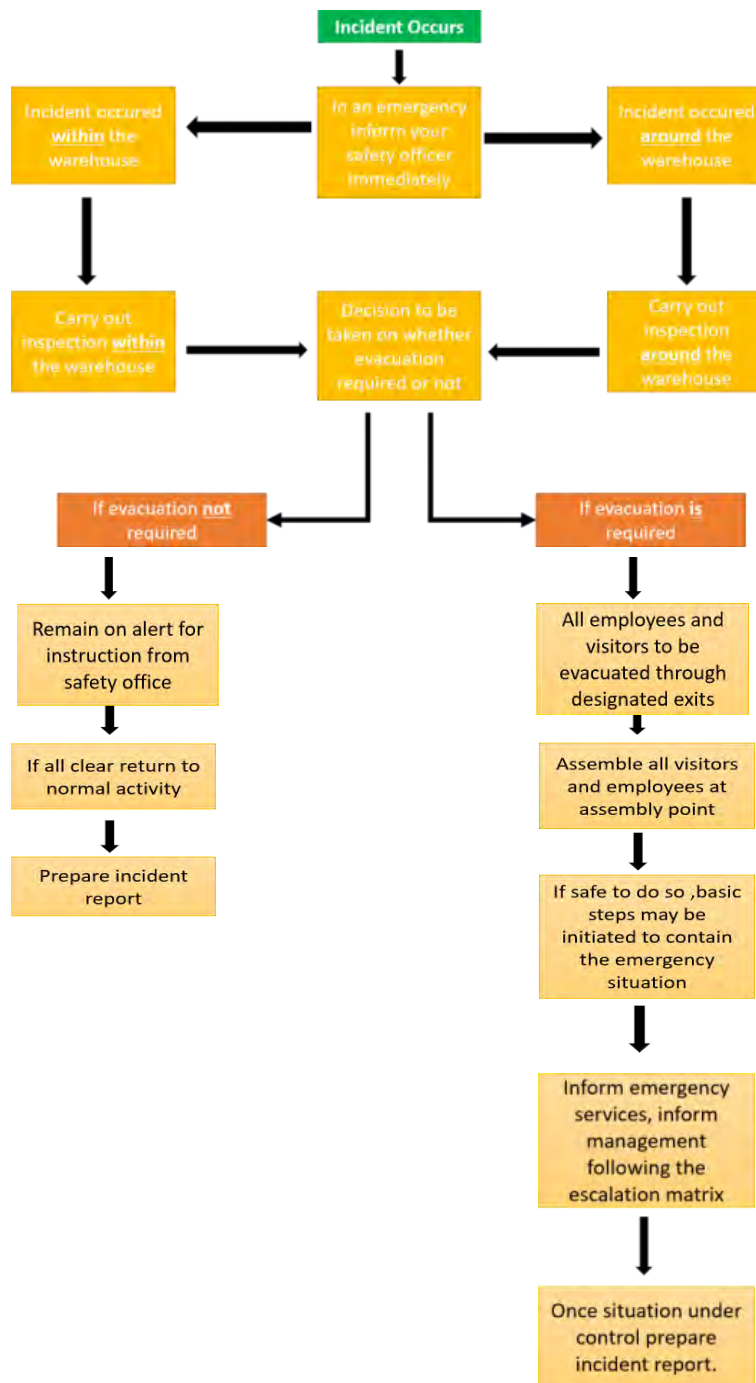 Incident Occurs
Incident occured
within the
warehouse
In an emergency
inform your
safety officer
immediately
Incident occured
around the
warehouse
Carry out
inspection within
the warehouse
Decision to be
taken on whether
evacuation
required or not
Carry out
inspection
around the
warehouse
If evacuation not
required
If evacuation is
required
Remain on alert for
instruction from
safety office
If all clear return to
normal activity
Prepare incident
report
All employees and
visitors to be
evacuated through
designated exits
Assemble all visitors
and employees at
assembly point
If safe to do so ,basic
steps may be
initiated to contain
the emergency
situation
Inform emergency
services, inform
management
following the
escalation matrix
Once situation under
control prepare
incident report.